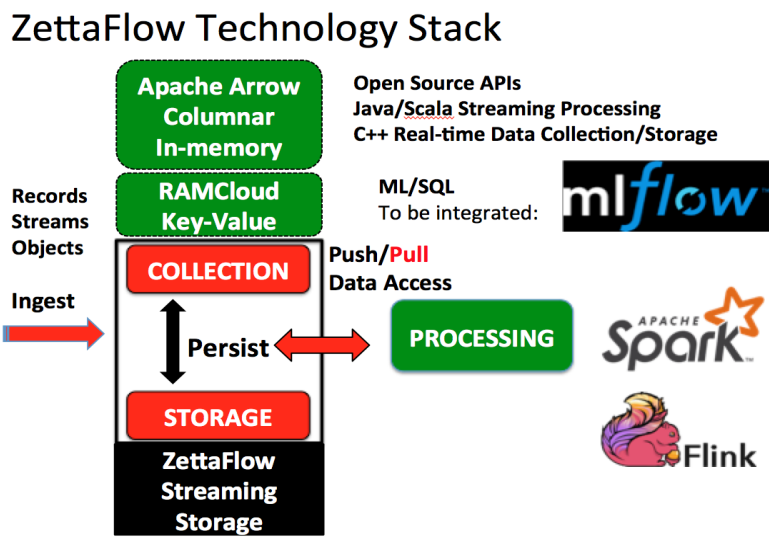 ZettaFlow Technology Stack
Apache Arrow
Columnar
In-memory
Open Source APIs
Java/Scala Streaming Processing
C++ Real-time Data Collection/Storage
RAMCloud
Key-Value
ML/SQL
To be integrated:
mlflow™
Records
Streams
Objects
COLLECTION
Push/Pull
Data Access
Ingest
Persist
PROCESSING
APACHE
Spark™
STORAGE
Flink
ZettaFlow
Streaming
Storage